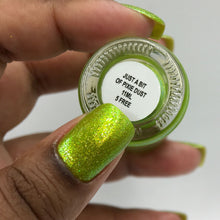 JUST A BIT
OF PIXIE DUST
11ML
5 FREE